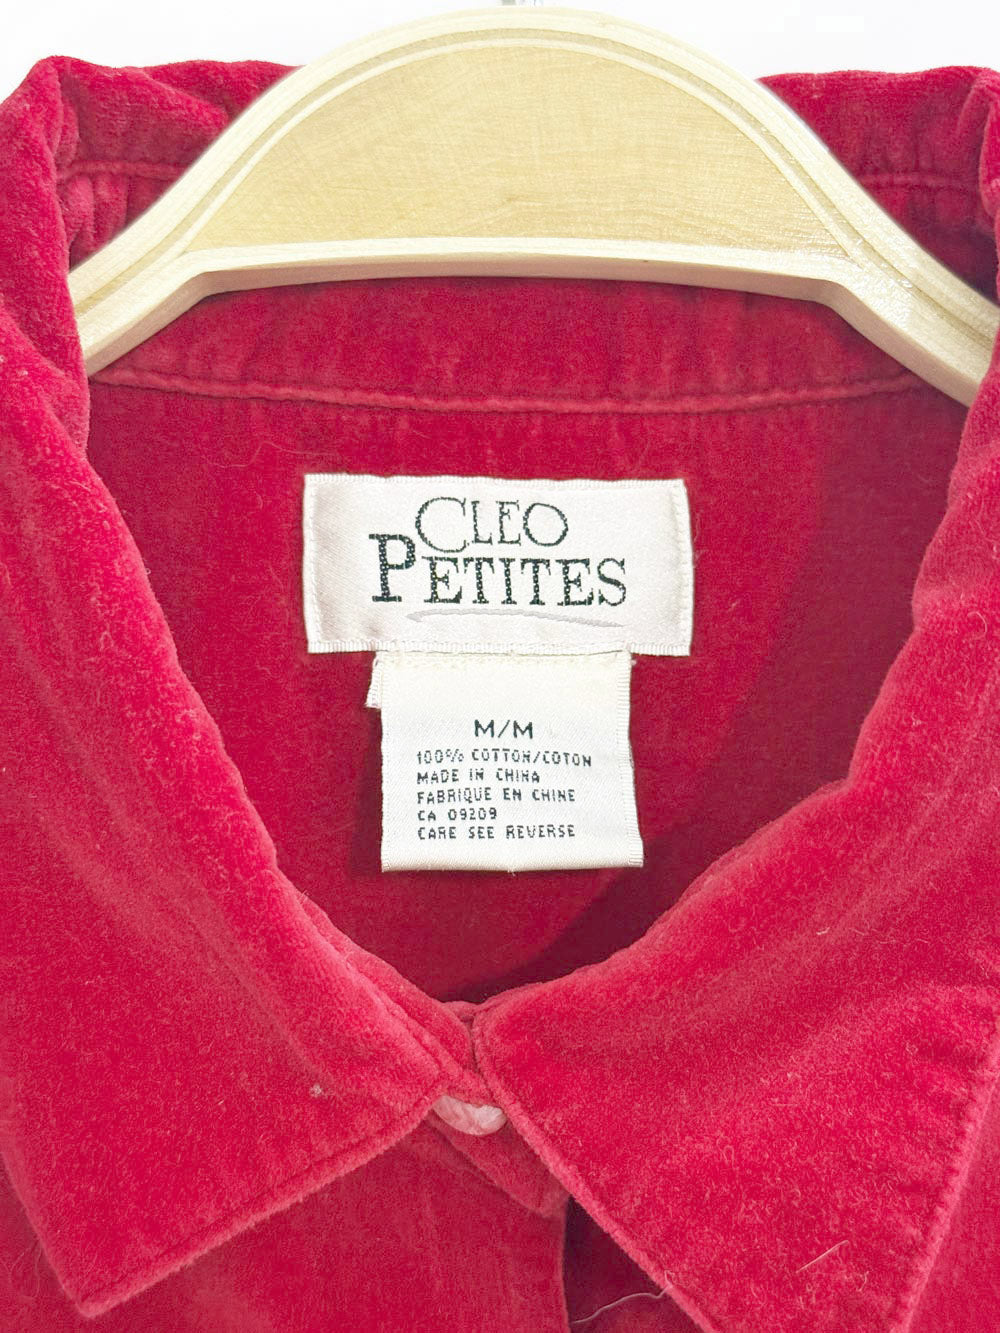 CLEO
PETITES
M/M
100% COTTON/COTON
MADE IN CHINA
FABRIQUE EN CHINE
CA 09209
CARE SEE REVERSE